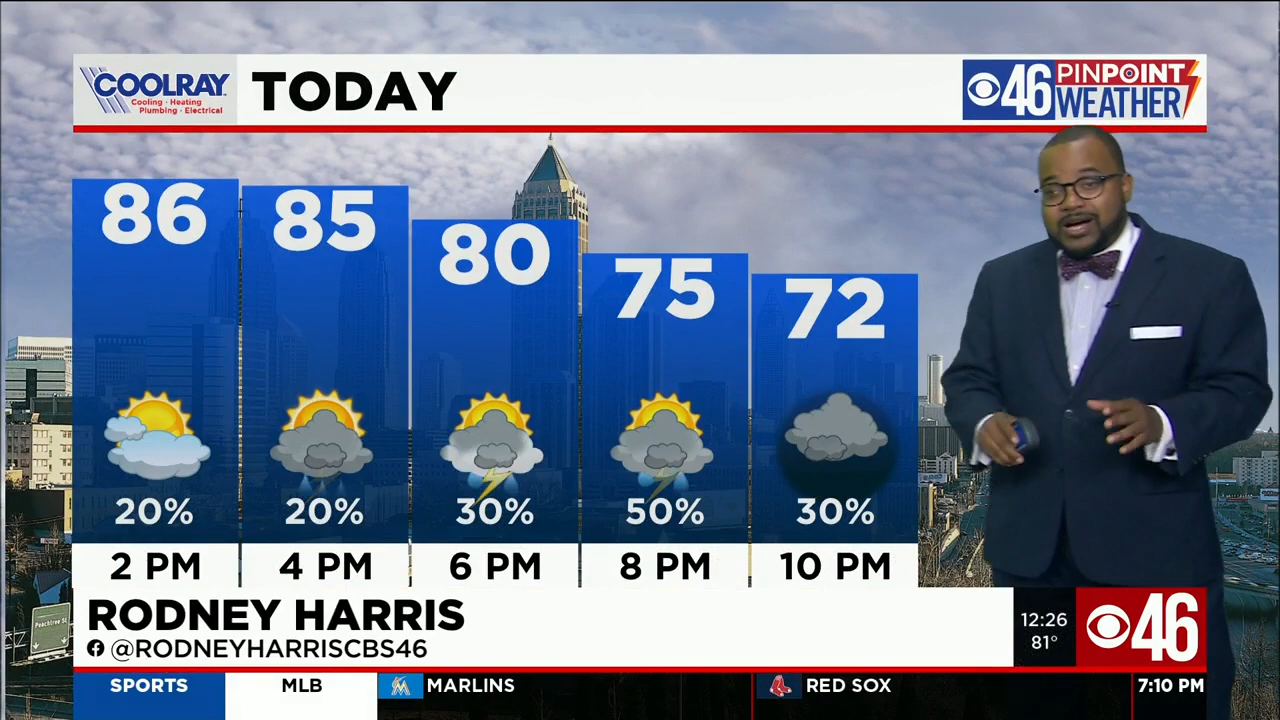 COOLRAY
Cooling · Heating
Plumbing · Electrical
TODAY
46 PINPOINT
WEATHER
86 85 80 75 72
20% 20% 30% 50% 30%
2 PM 4 PM 6 PM 8 PM 10 PM
Peachtree St
RODNEY HARRIS
@RODNEYHARRISCBS46
12:26
81°
46
SPORTS MLB MARLINS RED SOX 7:10 PM